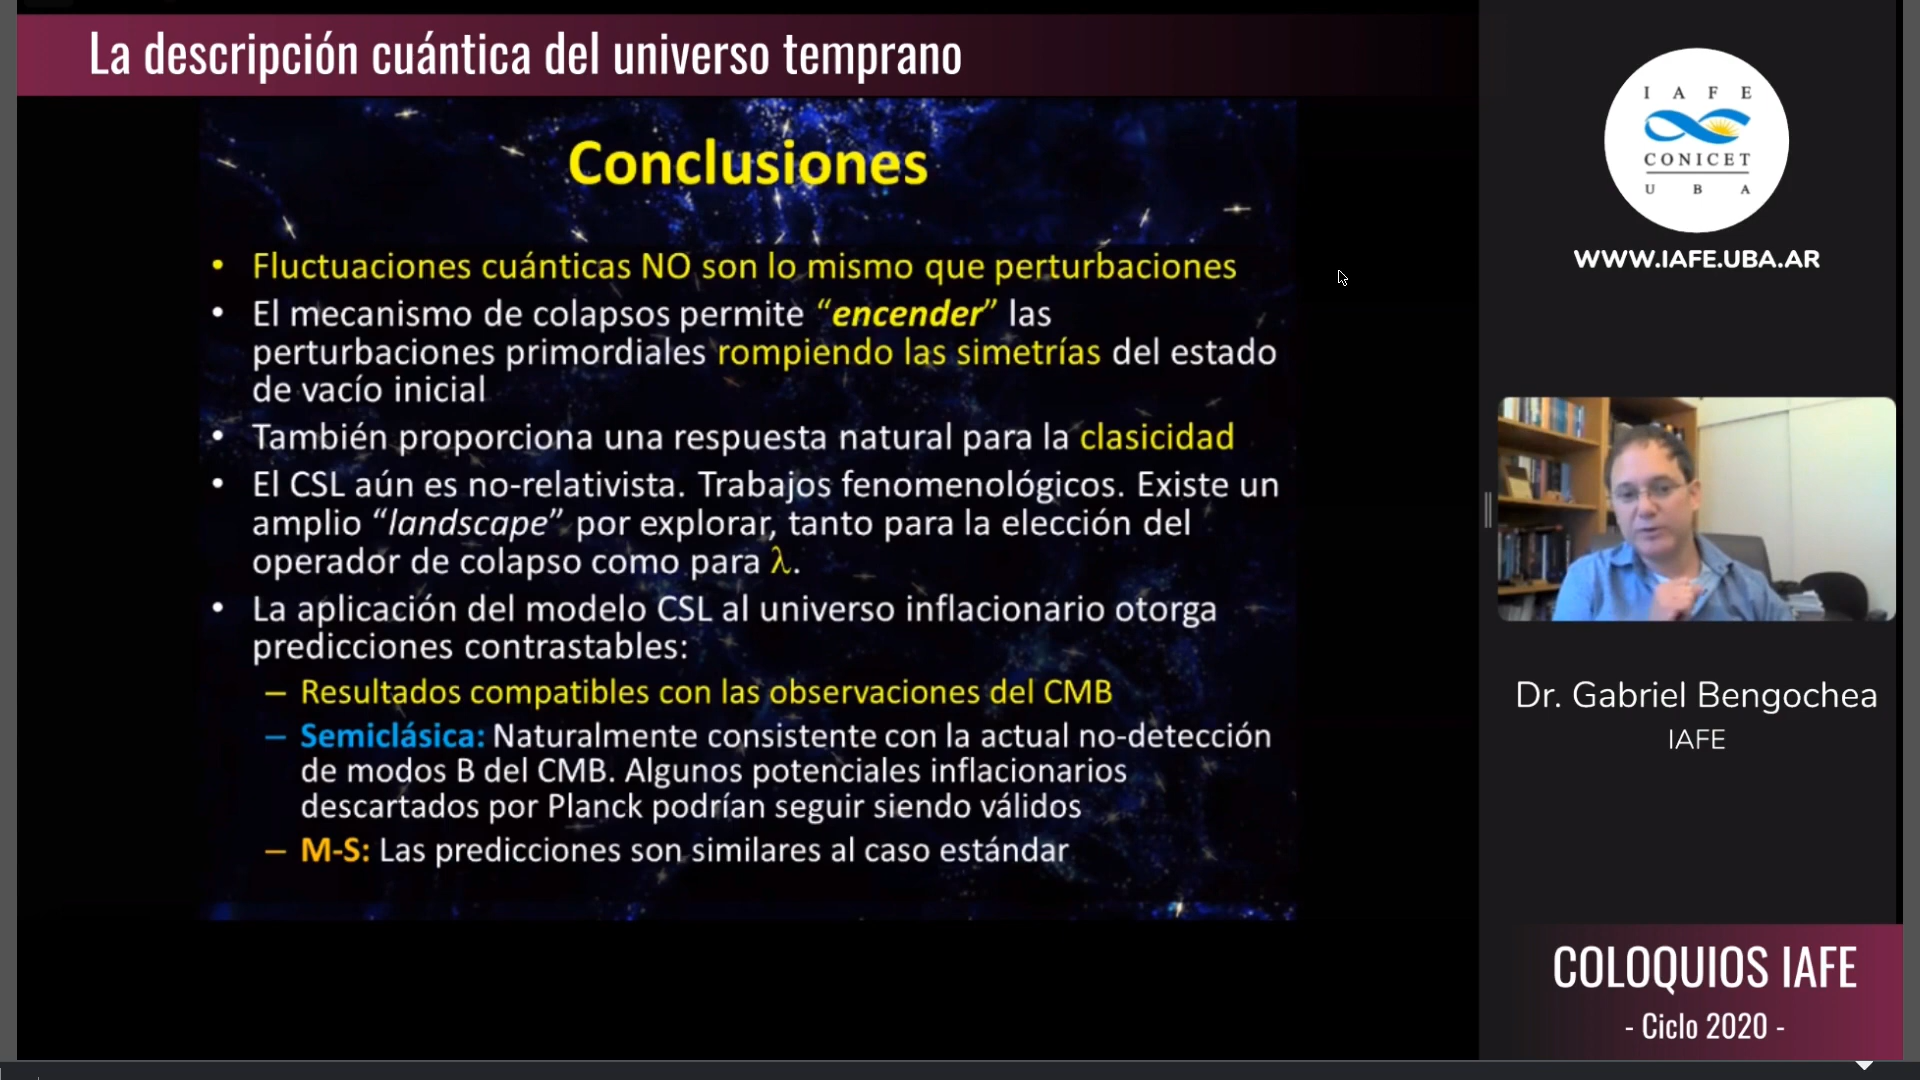 La descripción cuántica del universo temprano
Conclusiones
• Fluctuaciones cuánticas NO son lo mismo que perturbaciones
• El mecanismo de colapsos permite “encender” las
perturbaciones primordiales rompiendo las simetrías del estado
de vacío inicial
• También proporciona una respuesta natural para la clasicidad
• El CSL aún es no-relativista. Trabajos fenomenológicos. Existe un
amplio “landscape” por explorar, tanto para la elección del
operador de colapso como para λ.
• La aplicación del modelo CSL al universo inflacionario otorga
predicciones contrastables:
– Resultados compatibles con las observaciones del CMB
– Semiclásica: Naturalmente consistente con la actual no-detección
de modos B del CMB. Algunos potenciales inflacionarios
descartados por Planck podrían seguir siendo válidos
– M-S: Las predicciones son similares al caso estándar
I A F E
CONICET
U B A
WWW.IAFE.UBA.AR
Dr. Gabriel Bengochea
IAFE
COLOQUIOS IAFE
- Ciclo 2020 -